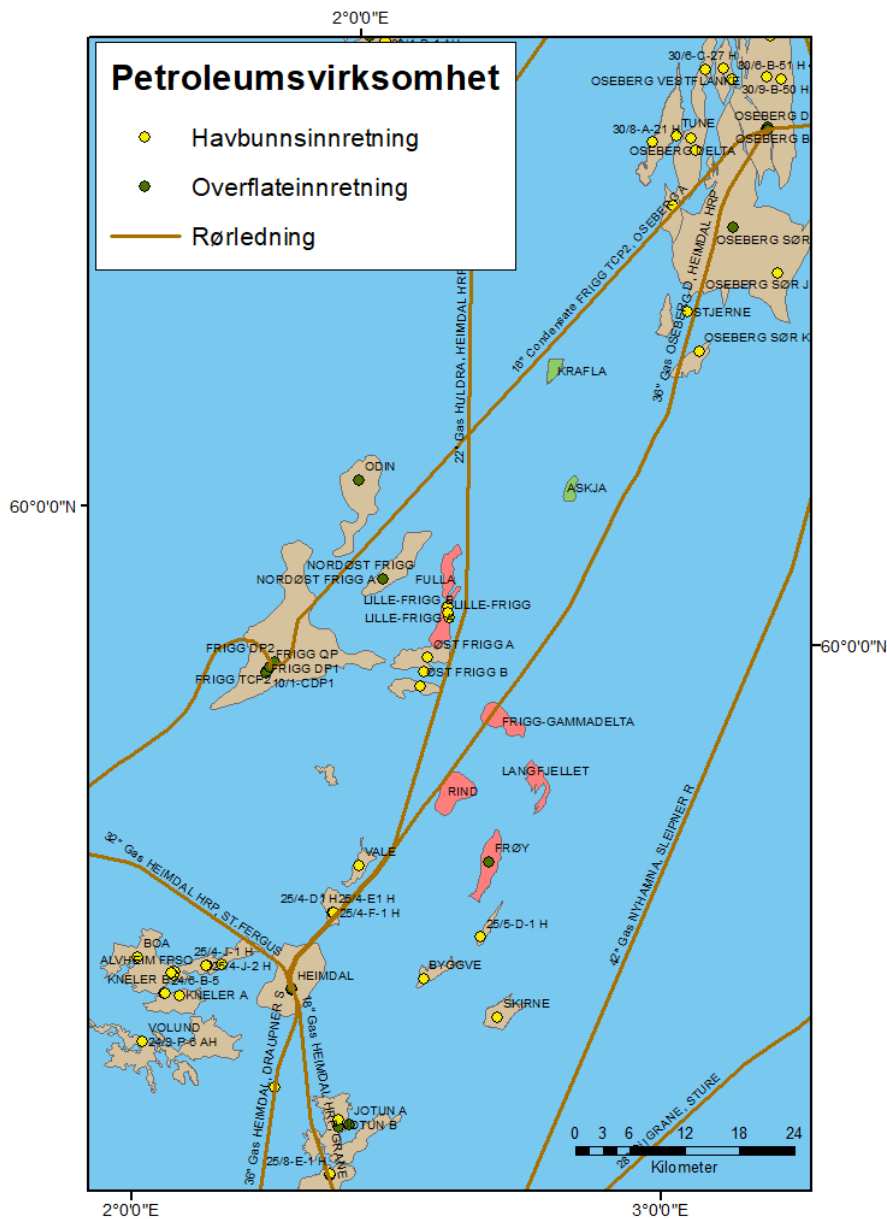 2°0'0"E
Petroleumsvirksomhet
Havbunnsinnretning
Overflateinnretning
Rørledning
30/6-C-27 H
30/6-B-51 H
OSEBERG VESTFLANKE
30/9-B-50 H
OSEBERG D
30/8-A-21 H
TUNE
OSEBERG B
OSEBERG DELTA
OSEBERG SØR
OSEBERG SØR J
STJERNE
OSEBERG SØR K
16" Condensate FRIGG TCP2, OSEBERG A
36" Gas OSEBERG D, HEIMDAL HRP
22" Gas HULDRA, HEIMDAL HRP
KRAFLA
ODIN
ASKJA
60°0'0"N
NORDØST FRIGG
NORDØST FRIGG A
FULLA
LILLE-FRIGG B
LILLE-FRIGG
LILLE-FRIGG A
ØST FRIGG A
FRIGG DP2
FRIGG QP
60°0'0"N
FRIGG DP1
ØST FRIGG B
FRIGG TCP2
10/1-CDP1
FRIGG-GAMMADELTA
LANGFJELLET
RIND
42" Gas NYHAMNA, SLEIPNER R
32" Gas HEIMDAL HRP, ST.FERGUS
VALE
FRØY
25/4-D1 H
25/4-E1 H
25/4-F-1 H
25/5-D-1 H
BOA
25/4-J-1 H
ALVHEIM FPSO
25/4-J-2 H
BYGGVE
HEIMDAL
24/6-B-5
KNELER A
SKIRNE
VOLUND
24/9-P-6 AH
36" Gas HEIMDAL, DRAUPNER S
JOTUN A
JOTUN B
25/8-E-1 H
0 3 6 12 18 24
Kilometer
2°0'0"E
3°0'0"E